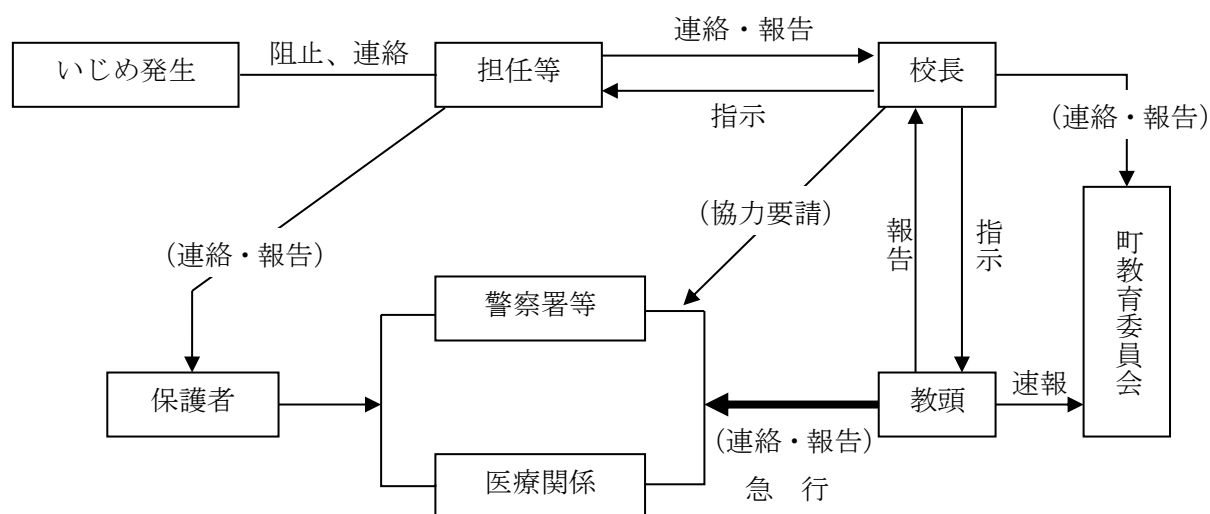 いじめ発生
阻止、連絡
担任等
連絡・報告
指示
校長
(連絡・報告)
(協力要請)
報告
指示
町教育委員会
(連絡・報告)
警察署等
保護者
教頭
速報
(連絡・報告)
急 行
医療関係